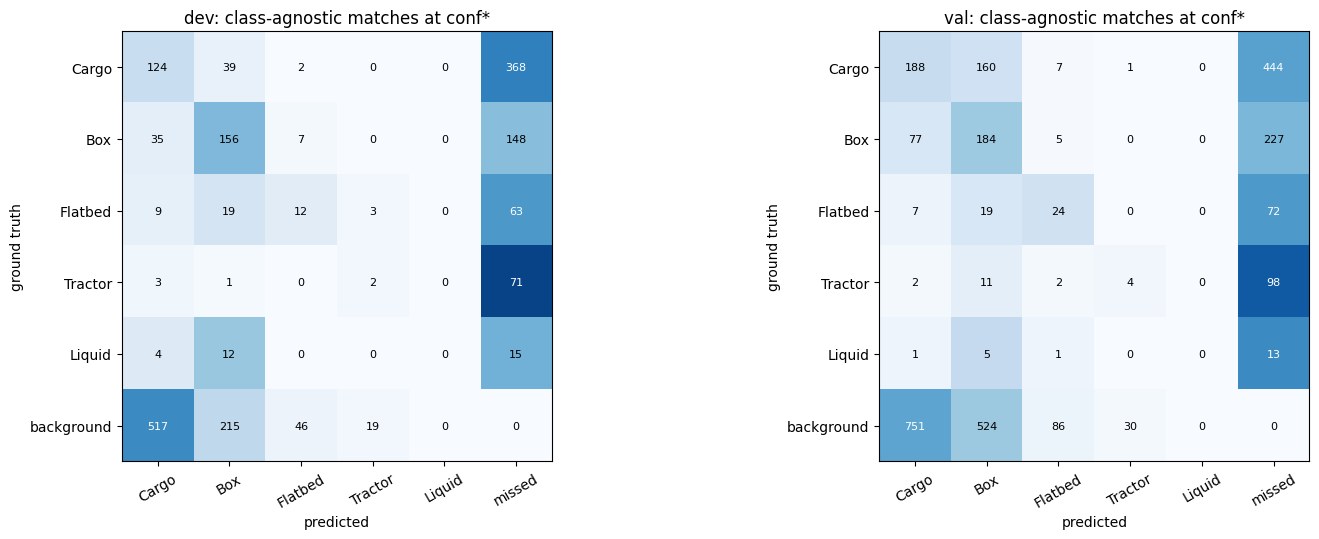 dev: class-agnostic matches at conf*
ground truth
Cargo 124 39 2 0 0 368
Box 35 156 7 0 0 148
Flatbed 9 19 12 3 0 63
Tractor 3 1 0 2 0 71
Liquid 4 12 0 0 0 15
background 517 215 46 19 0 0
Cargo Box Flatbed Tractor Liquid missed
predicted
val: class-agnostic matches at conf*
ground truth
Cargo 188 160 7 1 0 444
Box 77 184 5 0 0 227
Flatbed 7 19 24 0 0 72
Tractor 2 11 2 4 0 98
Liquid 1 5 1 0 0 13
background 751 524 86 30 0 0
Cargo Box Flatbed Tractor Liquid missed
predicted